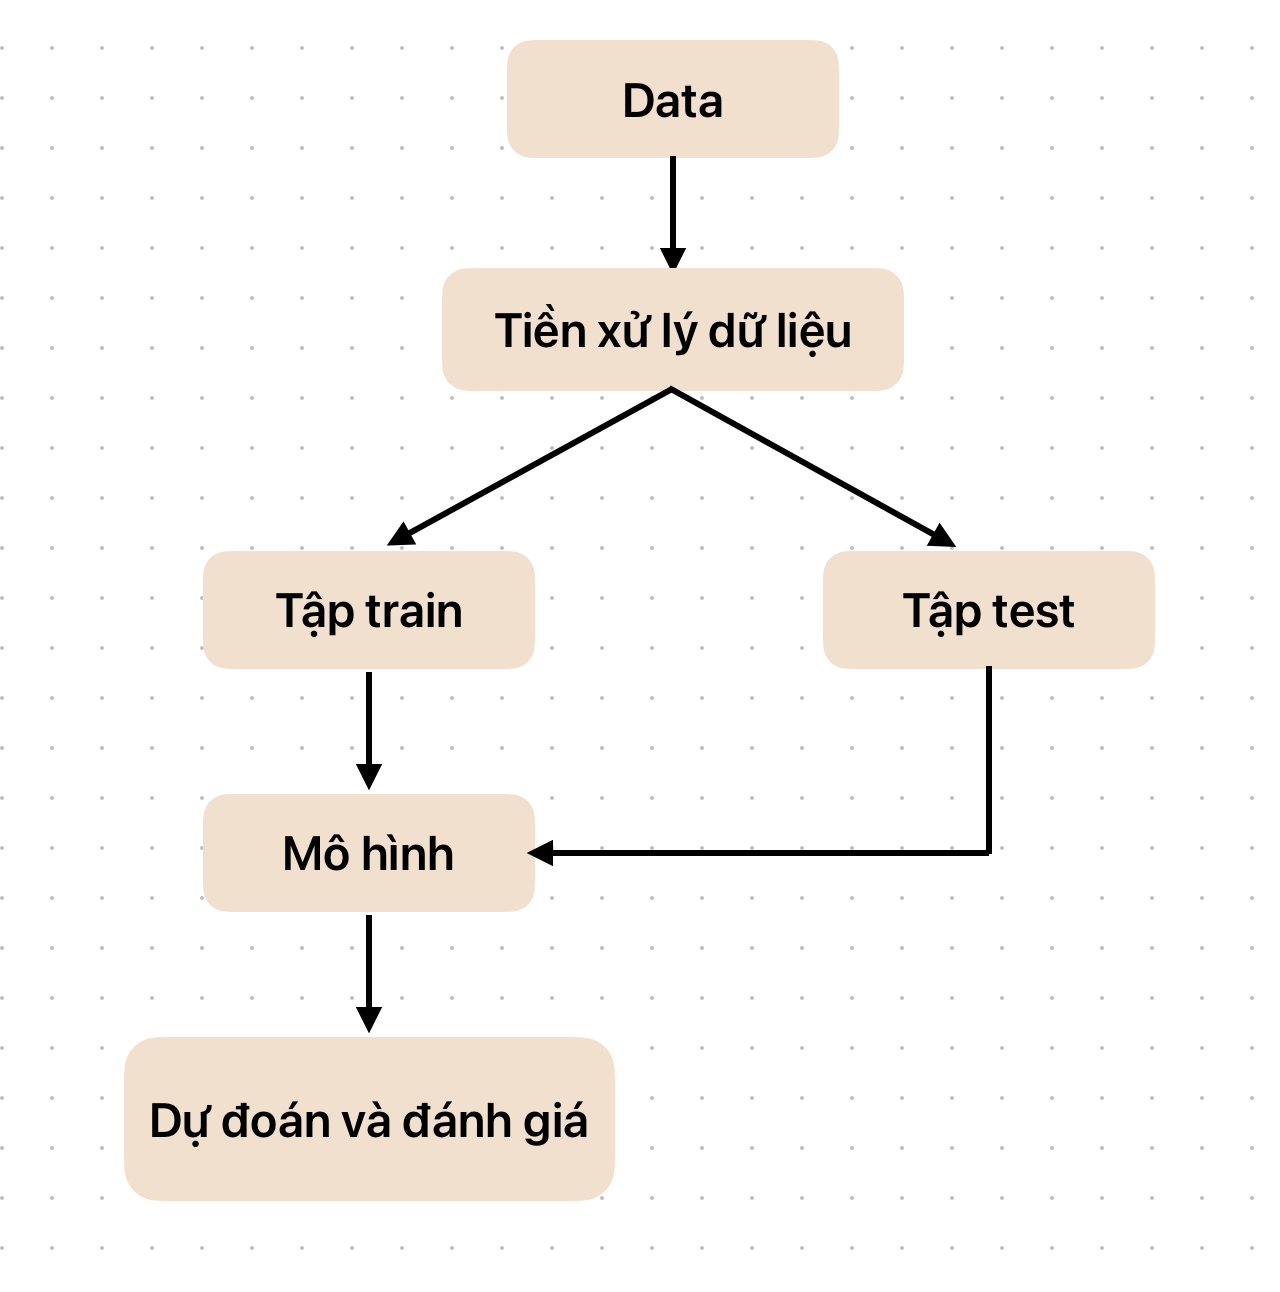 Data
Tiền xử lý dữ liệu
Tập train
Tập test
Mô hình
Dự đoán và đánh giá